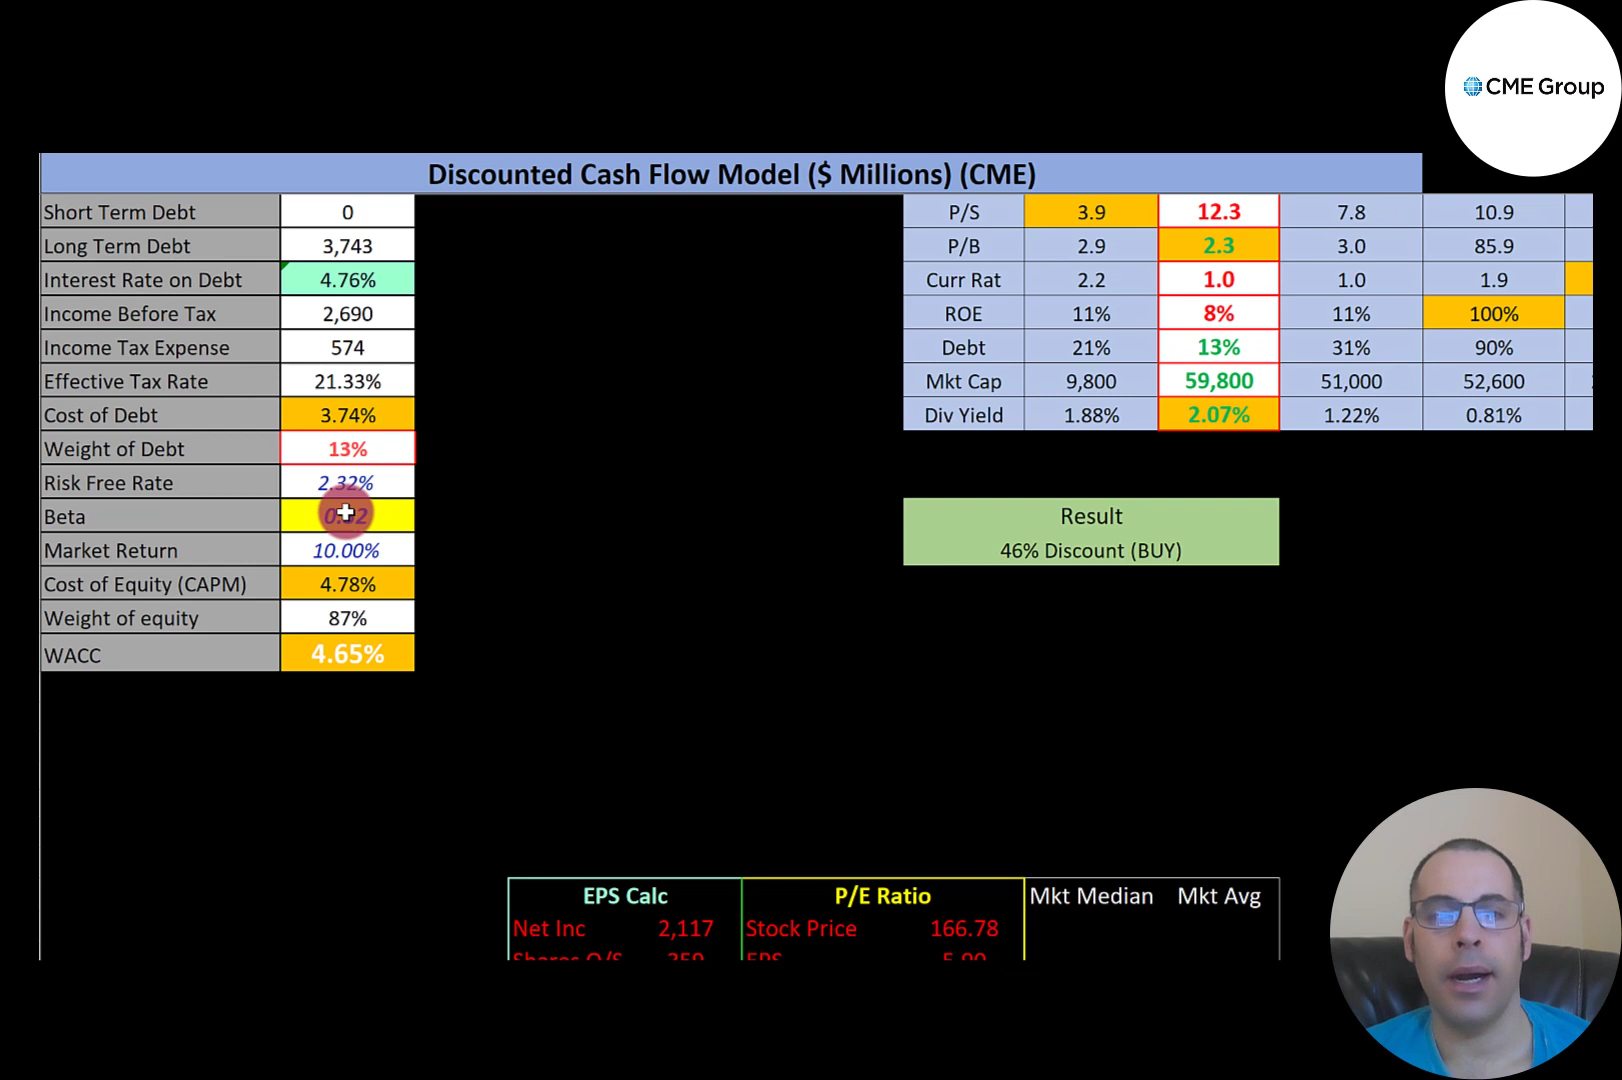 CME Group
Discounted Cash Flow Model ($ Millions) (CME)
Short Term Debt 0
Long Term Debt 3,743
Interest Rate on Debt 4.76%
Income Before Tax 2,690
Income Tax Expense 574
Effective Tax Rate 21.33%
Cost of Debt 3.74%
Weight of Debt 13%
Risk Free Rate 2.32%
Beta
Market Return 10.00%
Cost of Equity (CAPM) 4.78%
Weight of equity 87%
WACC 4.65%
P/S 3.9 12.3 7.8 10.9
P/B 2.9 2.3 3.0 85.9
Curr Rat 2.2 1.0 1.0 1.9
ROE 11% 8% 11% 100%
Debt 21% 13% 31% 90%
Mkt Cap 9,800 59,800 51,000 52,600
Div Yield 1.88% 2.07% 1.22% 0.81%
Result
46% Discount (BUY)
EPS Calc P/E Ratio Mkt Median Mkt Avg
Net Inc 2,117 Stock Price 166.78
Shares O/S 359 EPS 5.90